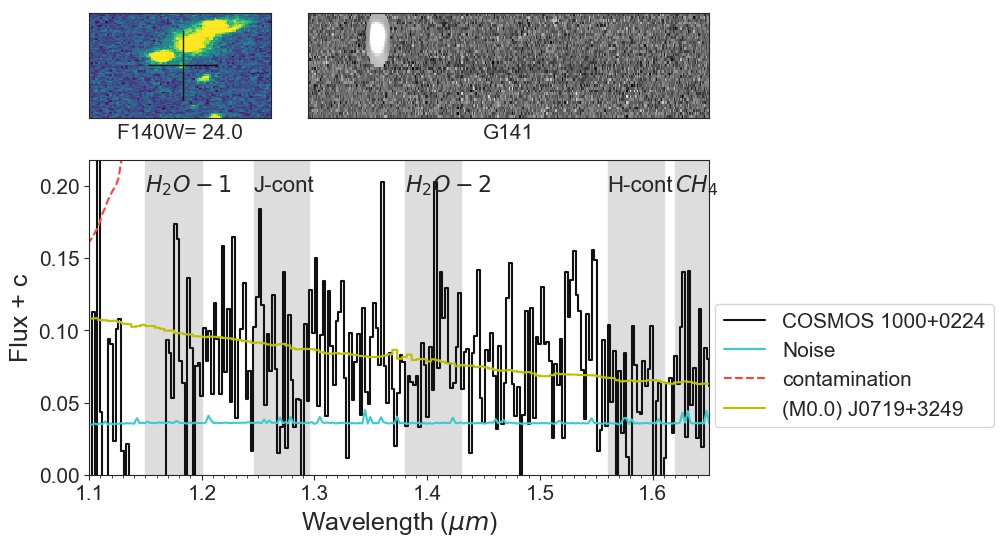 F140W= 24.0
G141
H₂O − 1
J-cont
H₂O − 2
H-cont
CH₄
0.20
0.15
0.10
0.05
0.00
Flux + c
1.1
1.2
1.3
1.4
1.5
1.6
Wavelength (μm)
COSMOS 1000+0224
Noise
contamination
(M0.0) J0719+3249